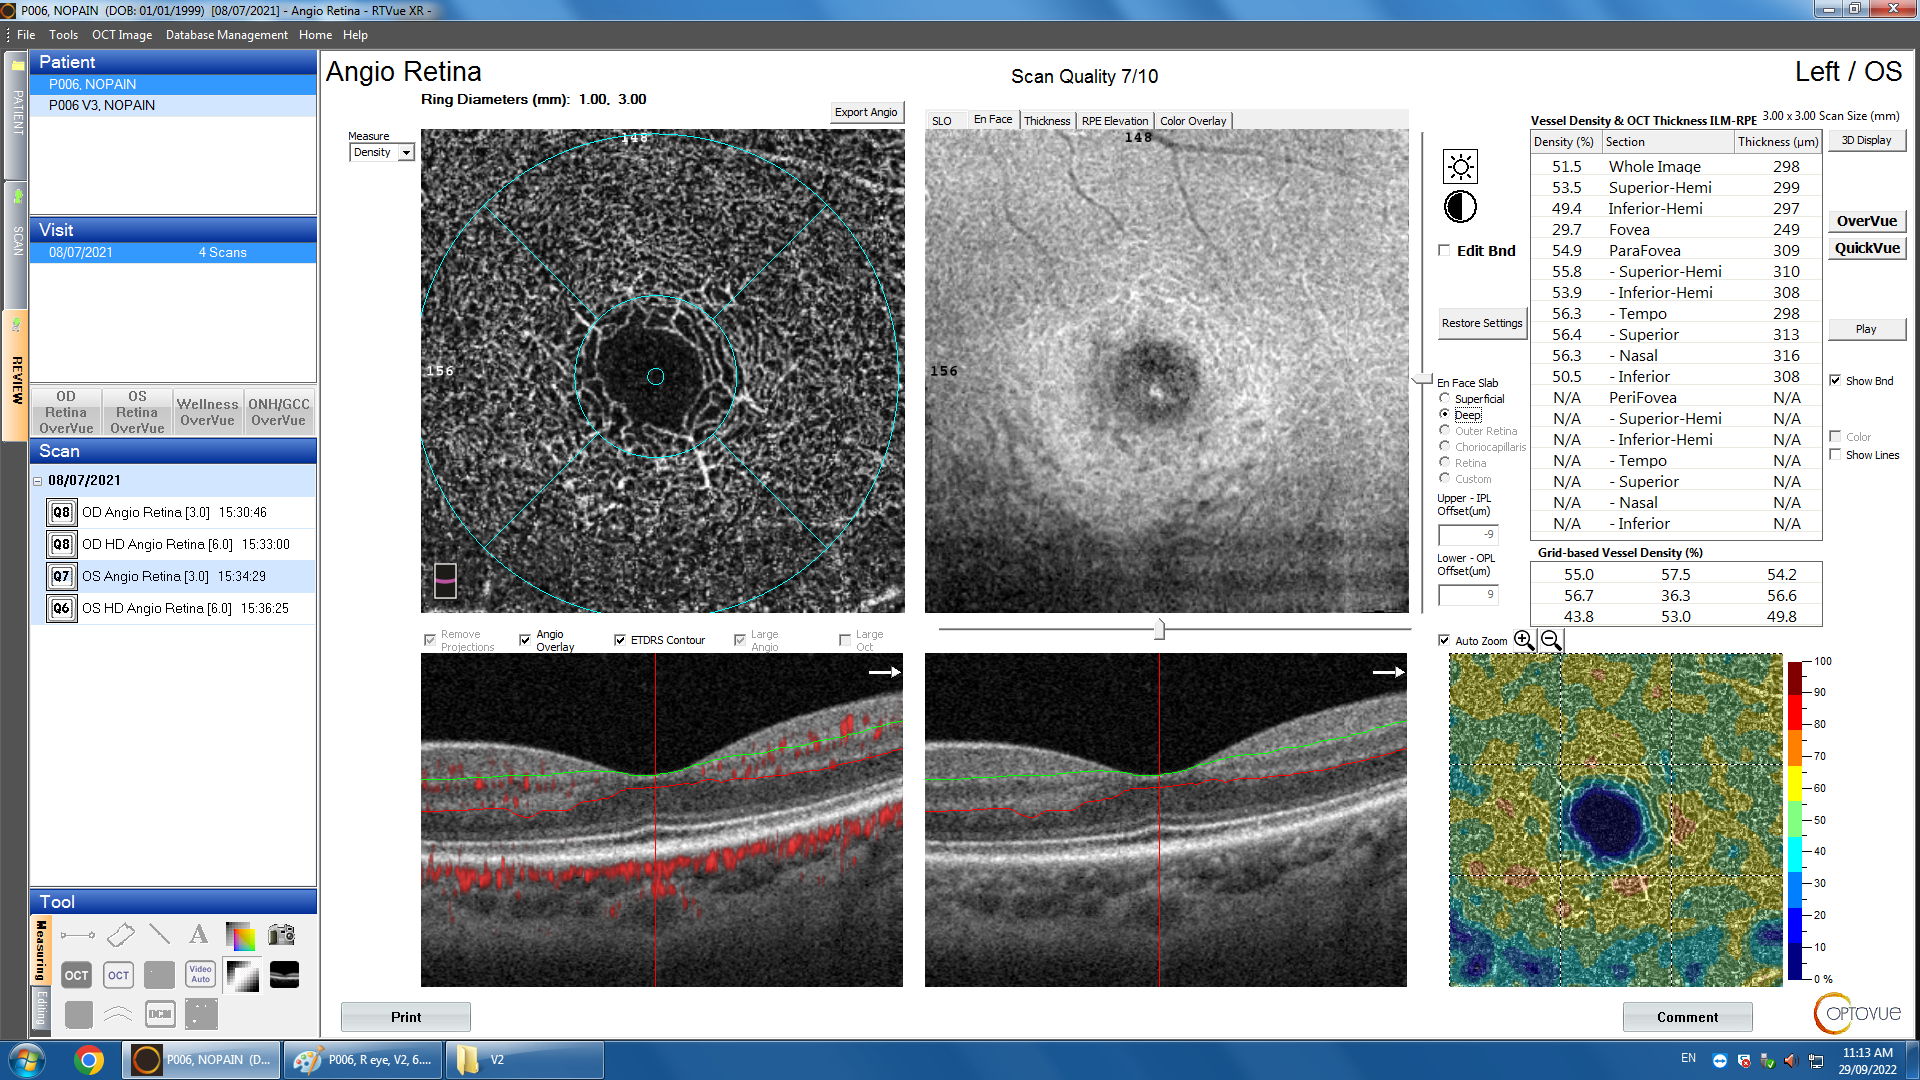 P006, NOPAIN (DOB: 01/01/1999) [08/07/2021] - Angio Retina - RTVue XR -
File Tools OCT Image Database Management Home Help
PATIENT
SCAN
REVIEW
Patient
P006, NOPAIN
P006 V3, NOPAIN
Visit
08/07/2021 4 Scans
OD Retina OverVue
OS Retina OverVue
Wellness OverVue
ONH/GCC OverVue
Scan
08/07/2021
Q8 OD Angio Retina [3.0] 15:30:46
Q8 OD HD Angio Retina [6.0] 15:33:00
Q7 OS Angio Retina [3.0] 15:34:29
Q6 OS HD Angio Retina [6.0] 15:36:25
Tool
Measuring
Editing
A
OCT OCT Video Auto
DCM
Angio Retina
Scan Quality 7/10
Left / OS
Ring Diameters (mm): 1.00, 3.00
Export Angio
Measure
Density
148
156
SLO En Face Thickness RPE Elevation Color Overlay
148
156
Remove Projections
Angio Overlay
ETDRS Contour
Large Angio
Large Oct
Edit Bnd
Restore Settings
En Face Slab
Superficial
Deep
Outer Retina
Choriocapillaris
Retina
Custom
Upper - IPL
Offset(um)
-9
Lower - OPL
Offset(um)
9
Vessel Density & OCT Thickness ILM-RPE 3.00 x 3.00 Scan Size (mm)
Density (%) Section Thickness (μm)
51.5 Whole Image 298
53.5 Superior-Hemi 299
49.4 Inferior-Hemi 297
29.7 Fovea 249
54.9 ParaFovea 309
55.8 - Superior-Hemi 310
53.9 - Inferior-Hemi 308
56.3 - Tempo 298
56.4 - Superior 313
56.3 - Nasal 316
50.5 - Inferior 308
N/A PeriFovea N/A
N/A - Superior-Hemi N/A
N/A - Inferior-Hemi N/A
N/A - Tempo N/A
N/A - Superior N/A
N/A - Nasal N/A
N/A - Inferior N/A
Grid-based Vessel Density (%)
55.0 57.5 54.2
56.7 36.3 56.6
43.8 53.0 49.8
3D Display
OverVue
QuickVue
Play
Show Bnd
Color
Show Lines
Auto Zoom
100
90
80
70
60
50
40
30
20
10
0 %
Print
Comment
OPTOVUE
P006, NOPAIN (D...
P006, R eye, V2, 6....
V2
EN
11:13 AM
29/09/2022